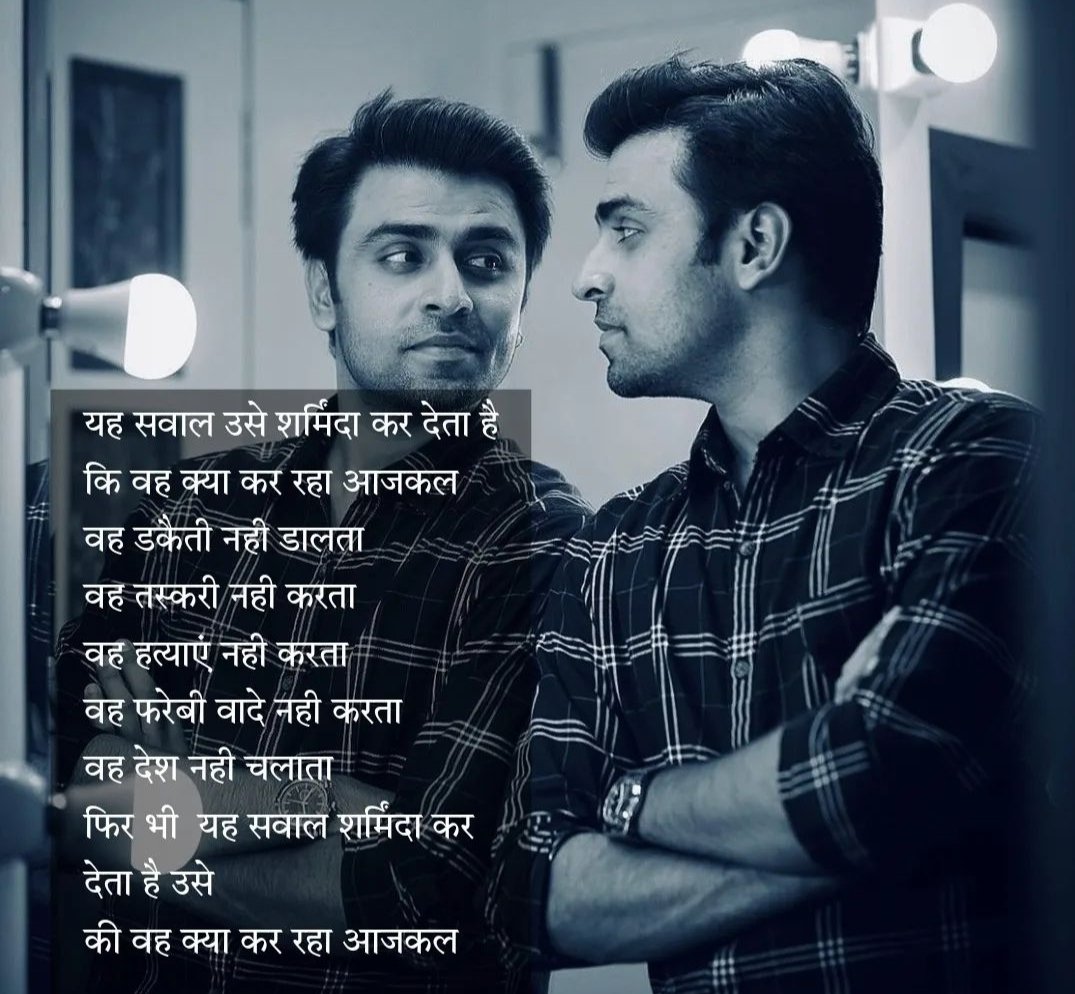 यह सवाल उसे शर्मिंदा कर देता है
कि वह क्या कर रहा आजकल
वह डकैती नही डालता
वह तस्करी नही करता
वह हत्याएं नही करता
वह फरेबी वादे नही करता
वह देश नही चलाता
फिर भी यह सवाल शर्मिंदा कर
देता है उसे
की वह क्या कर रहा आजकल